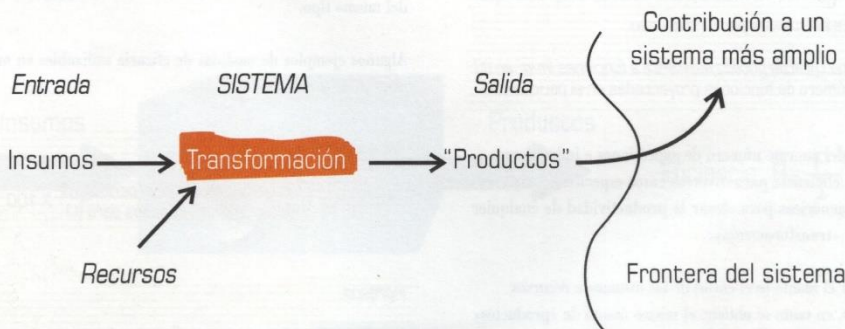 Contribución a un
sistema más amplio
Entrada
SISTEMA
Salida
Insumos
Transformación
"Productos"
Recursos
Frontera del sistema